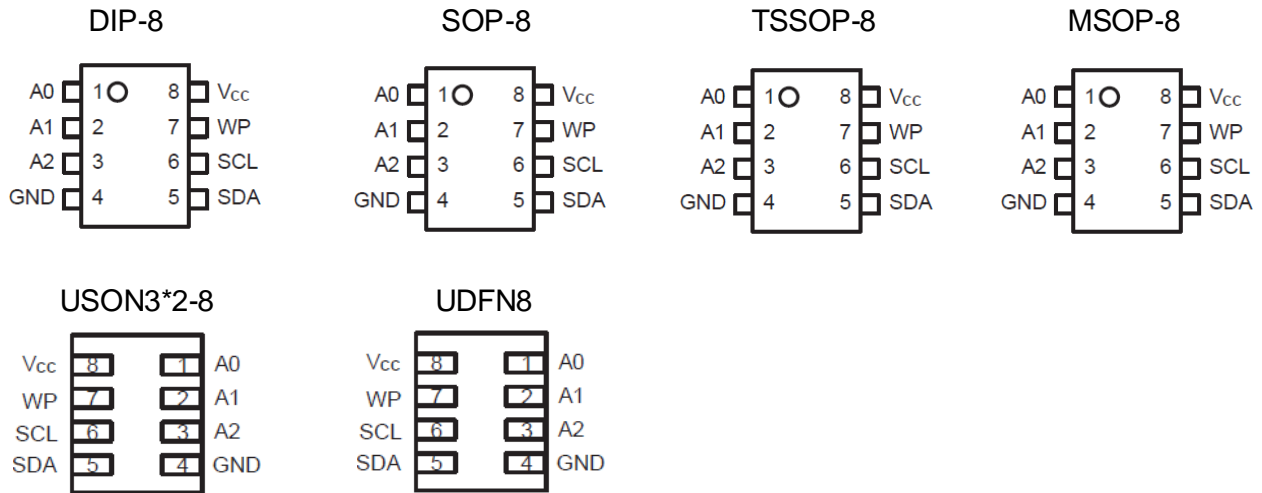 DIP-8
A0 1 8 Vcc
A1 2 7 WP
A2 3 6 SCL
GND 4 5 SDA
SOP-8
A0 1 8 Vcc
A1 2 7 WP
A2 3 6 SCL
GND 4 5 SDA
TSSOP-8
A0 1 8 Vcc
A1 2 7 WP
A2 3 6 SCL
GND 4 5 SDA
MSOP-8
A0 1 8 Vcc
A1 2 7 WP
A2 3 6 SCL
GND 4 5 SDA
USON3*2-8
Vcc 8 1 A0
WP 7 2 A1
SCL 6 3 A2
SDA 5 4 GND
UDFN8
Vcc 8 1 A0
WP 7 2 A1
SCL 6 3 A2
SDA 5 4 GND